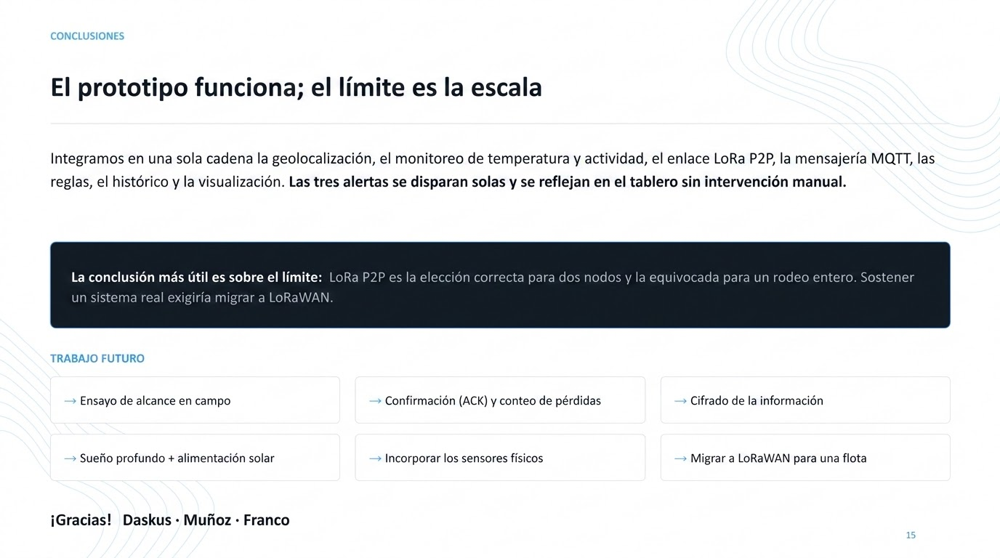 CONCLUSIONES
El prototipo funciona; el límite es la escala
Integramos en una sola cadena la geolocalización, el monitoreo de temperatura y actividad, el enlace LoRa P2P, la mensajería MQTT, las
reglas, el histórico y la visualización. Las tres alertas se disparan solas y se reflejan en el tablero sin intervención manual.
La conclusión más útil es sobre el límite: LoRa P2P es la elección correcta para dos nodos y la equivocada para un rodeo entero. Sostener
un sistema real exigiría migrar a LoRaWAN.
TRABAJO FUTURO
→ Ensayo de alcance en campo
→ Confirmación (ACK) y conteo de pérdidas
→ Cifrado de la información
→ Sueño profundo + alimentación solar
→ Incorporar los sensores físicos
→ Migrar a LoRaWAN para una flota
¡Gracias! Daskus · Muñoz · Franco
15